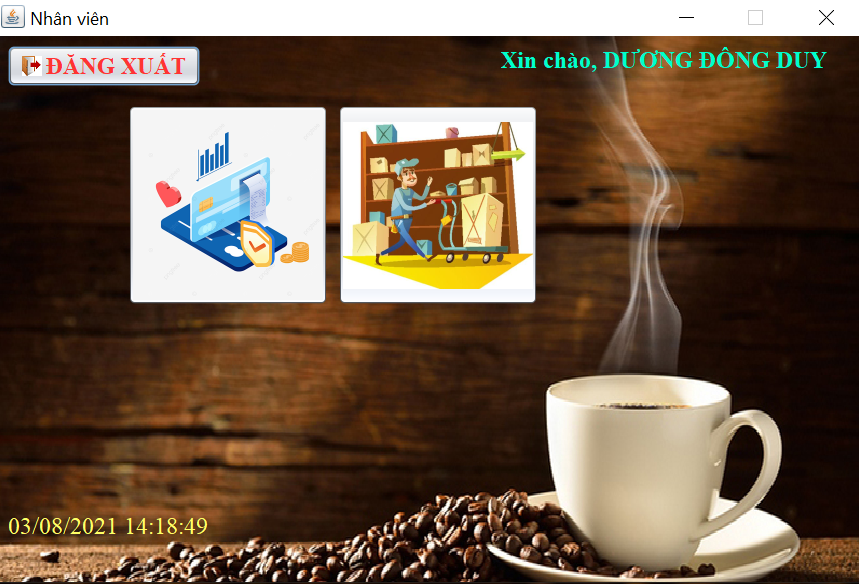 Nhân viên
ĐĂNG XUẤT
Xin chào, DƯƠNG ĐÔNG DUY
03/08/2021 14:18:49